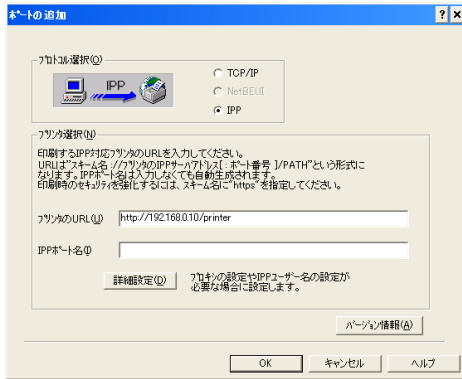 ポートの追加
プロトコル選択(O)
IPP
TCP/IP
NetBEUI
IPP
プリンタ選択(N)
印刷するIPP対応プリンタのURLを入力してください。
URLは"スキーム名://プリンタのIPPサーバアドレス[:ポート番号]/PATH"という形式に
なります。IPPポート名は入力しなくても自動生成されます。
印刷時のセキュリティを強化するには、スキーム名に"https"を指定してください。
プリンタのURL(U) http://192.168.0.10/printer
IPPポート名(I)
詳細設定(D) プロキシの設定やIPPユーザー名の設定が
必要な場合に設定します。
バージョン情報(A)
OK キャンセル ヘルプ